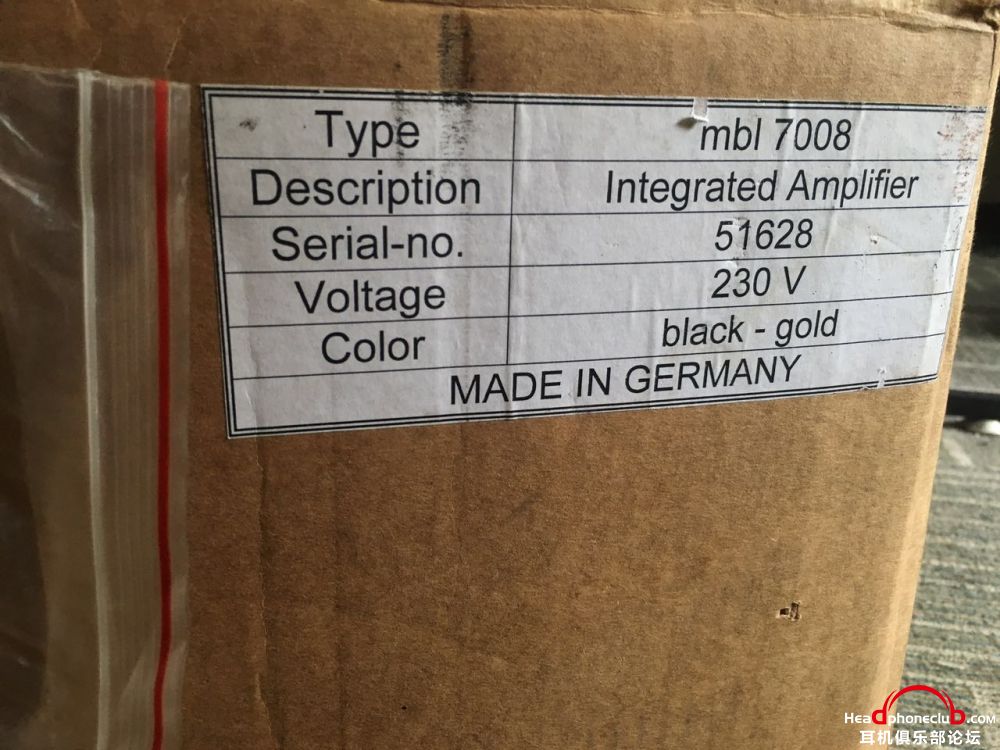 Type mbl 7008
Description Integrated Amplifier
Serial-no. 51628
Voltage 230 V
Color black - gold
MADE IN GERMANY
Headphoneclub.com
耳机俱乐部论坛